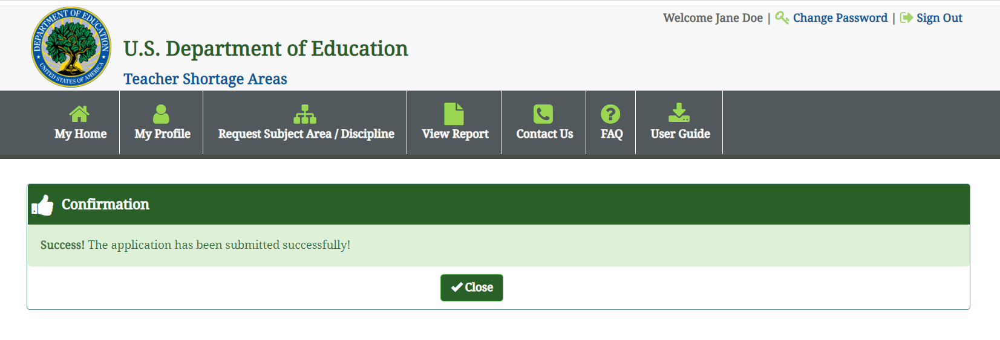 Welcome Jane Doe | Change Password | Sign Out
DEPARTMENT OF EDUCATION
UNITED STATES OF AMERICA
U.S. Department of Education
Teacher Shortage Areas
My Home
My Profile
Request Subject Area / Discipline
View Report
Contact Us
FAQ
User Guide
Confirmation
Success! The application has been submitted successfully!
Close